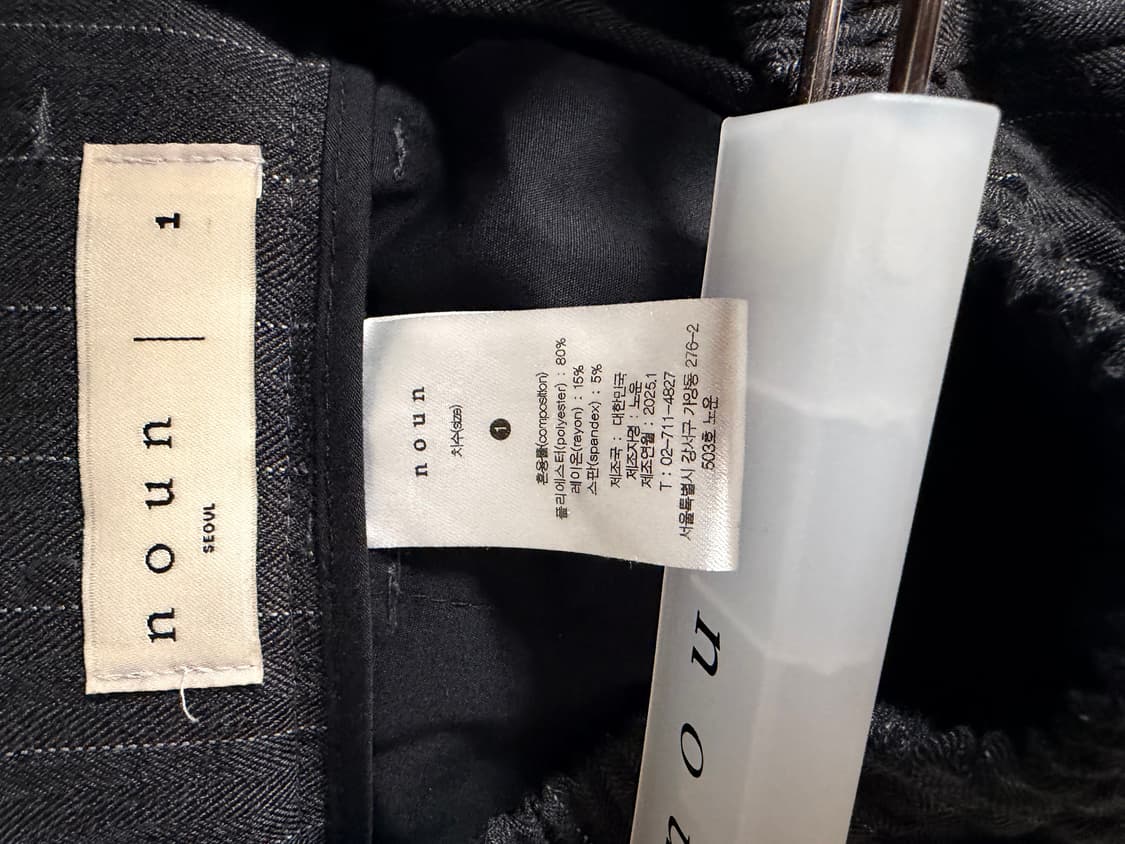 noun | 1
SEOUL
noun
치수(size)
1
혼용률(composition)
폴리에스터(polyester) : 80%
레이온(rayon) : 15%
스판(spandex) : 5%
제조국 : 대한민국
제조자명 : 노운
제조연월 : 2025.1
T : 02-711-4827
서울특별시 강서구 가양동 276-2
503호 노운
nou